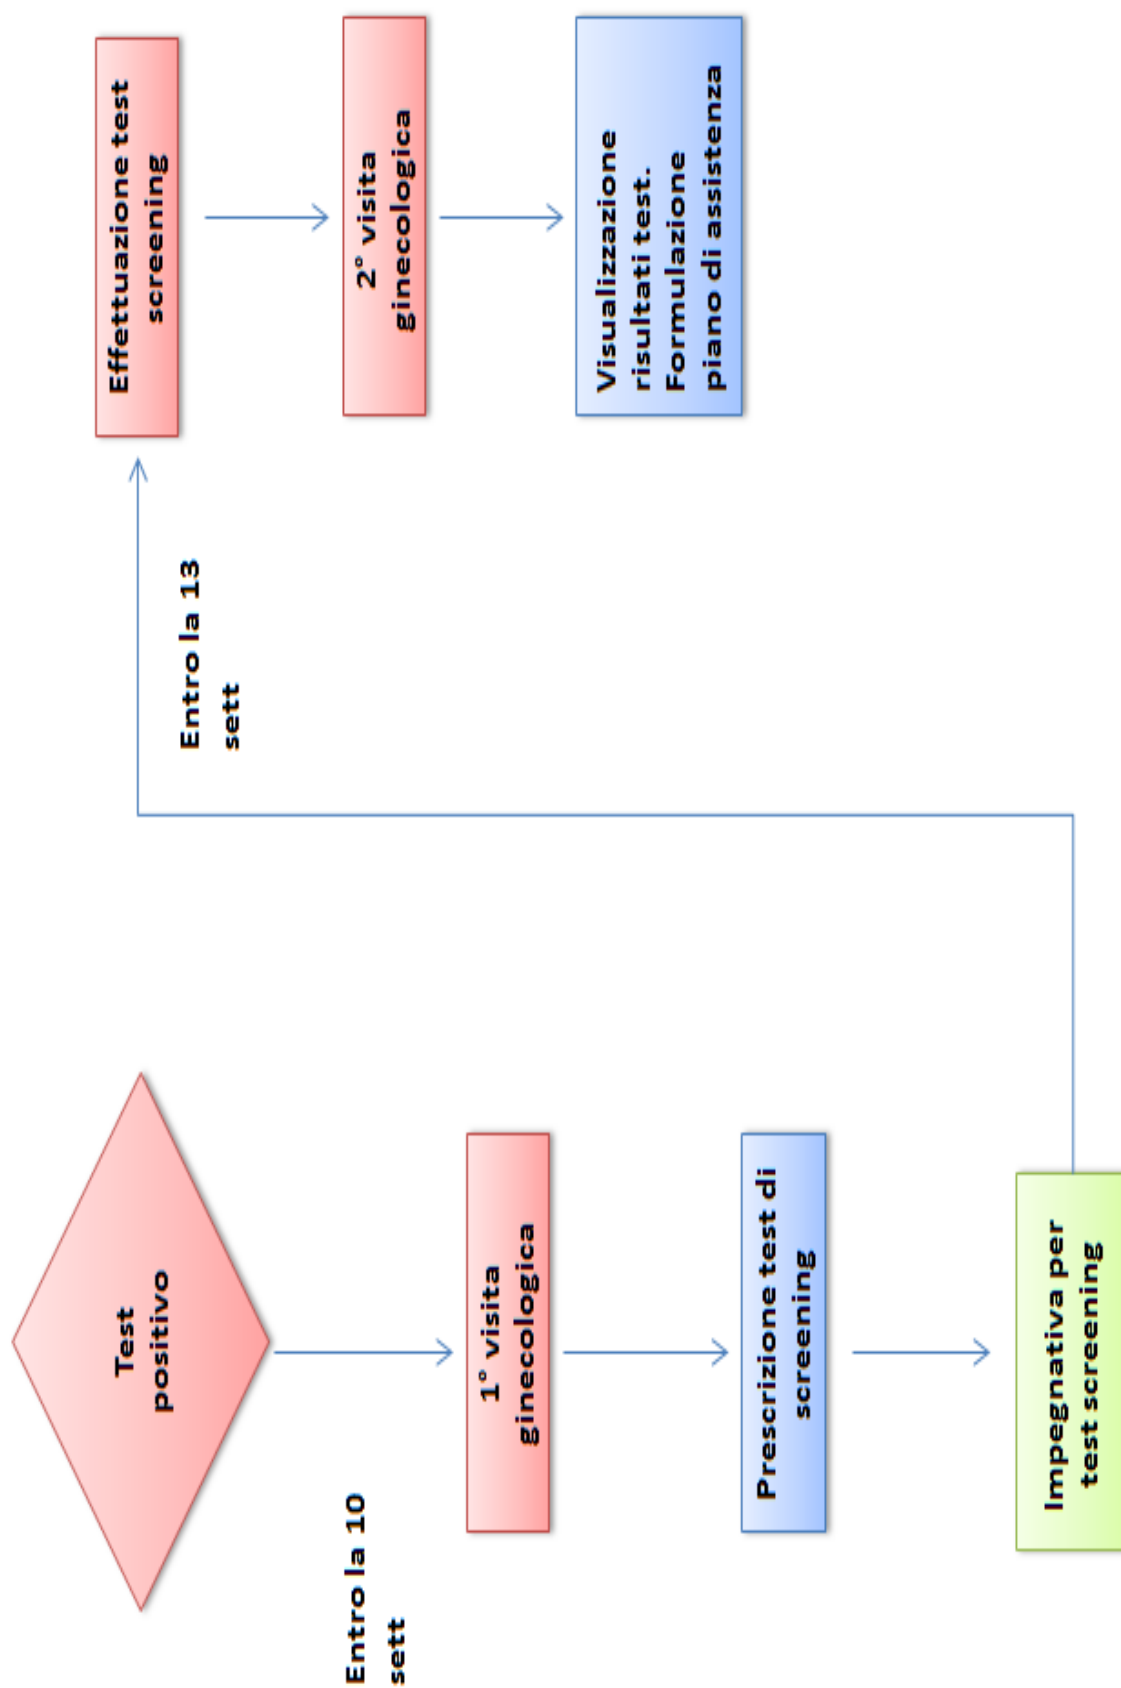 Test
positivo
Entro la 10
sett
1° visita
ginecologica
Prescrizione test di
screening
Impegnativa per
test screening
Entro la 13
sett
Effettuazione test
screening
2° visita
ginecologica
Visualizzazione
risultati test.
Formulazione
piano di assistenza